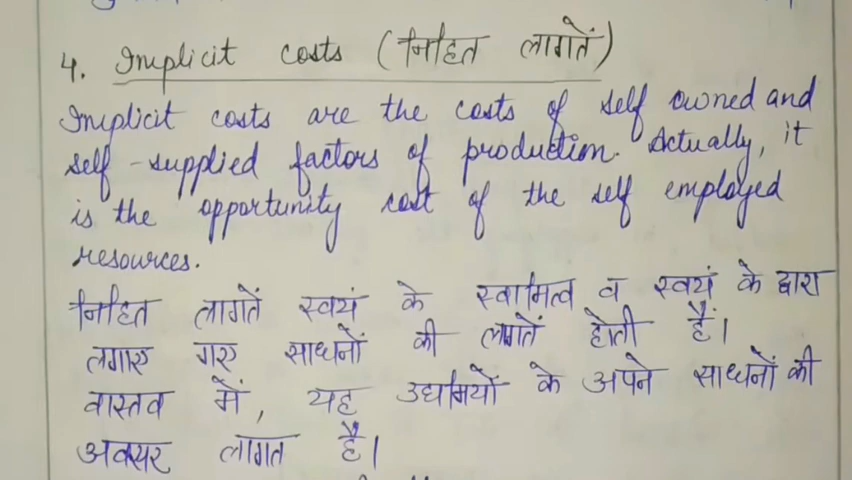 4. Implicit costs (निहित लागतें)
Implicit costs are the costs of self owned and
self-supplied factors of production. Actually, it
is the opportunity cost of the self employed
resources.
निहित लागतें स्वयं के स्वामित्व व स्वयं के द्वारा
लगाए गए साधनों की लागतें होती हैं।
वास्तव में, यह उद्यमियों के अपने साधनों की
अवसर लागत है।